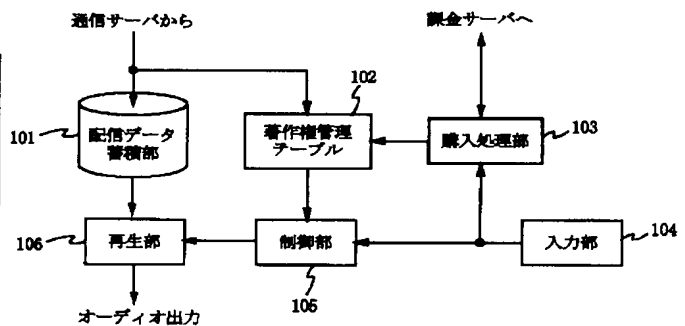 通信サーバから
課金サーバへ
102
101
配信データ
蓄積部
著作権管理
テーブル
購入処理部
103
106
再生部
制御部
入力部
104
105
オーディオ出力